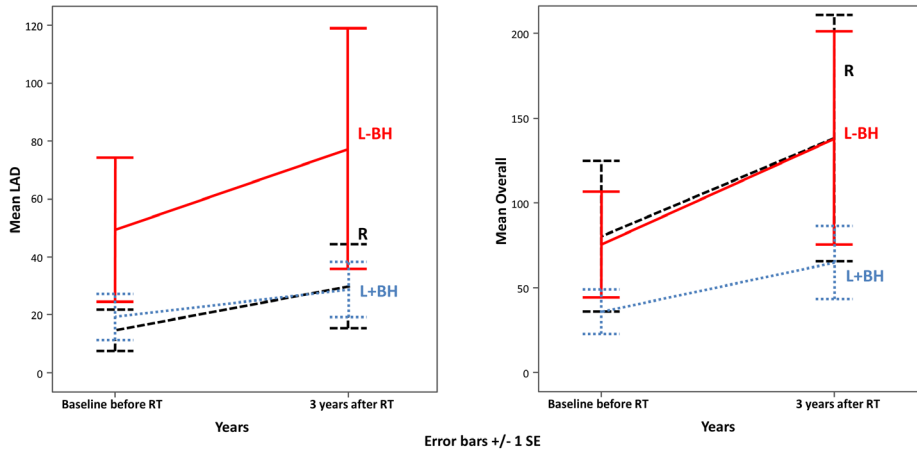 Mean LAD
120
100
80
60
40
20
0
L-BH
R
L+BH
Baseline before RT
3 years after RT
Years
Mean Overall
200
150
100
50
0
R
L-BH
L+BH
Baseline before RT
3 years after RT
Years
Error bars +/- 1 SE